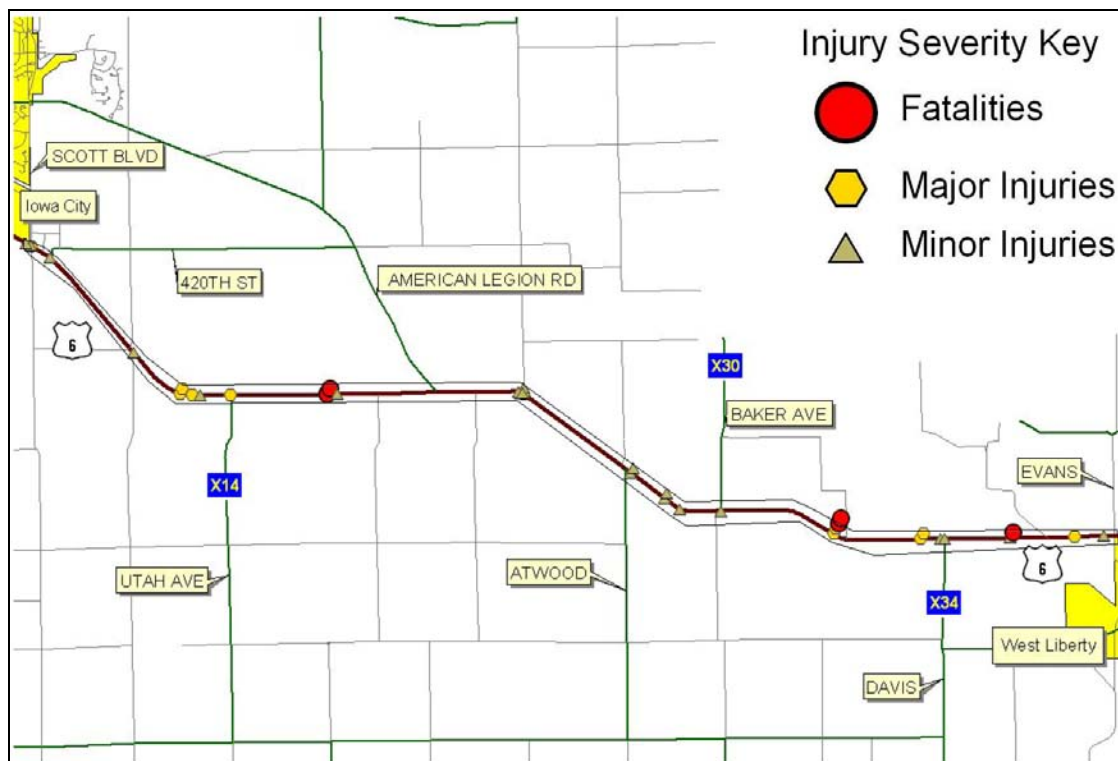 Injury Severity Key
Fatalities
Major Injuries
Minor Injuries
SCOTT BLVD
Iowa City
420TH ST
AMERICAN LEGION RD
6
X30
BAKER AVE
EVANS
X14
UTAH AVE
ATWOOD
6
X34
West Liberty
DAVIS